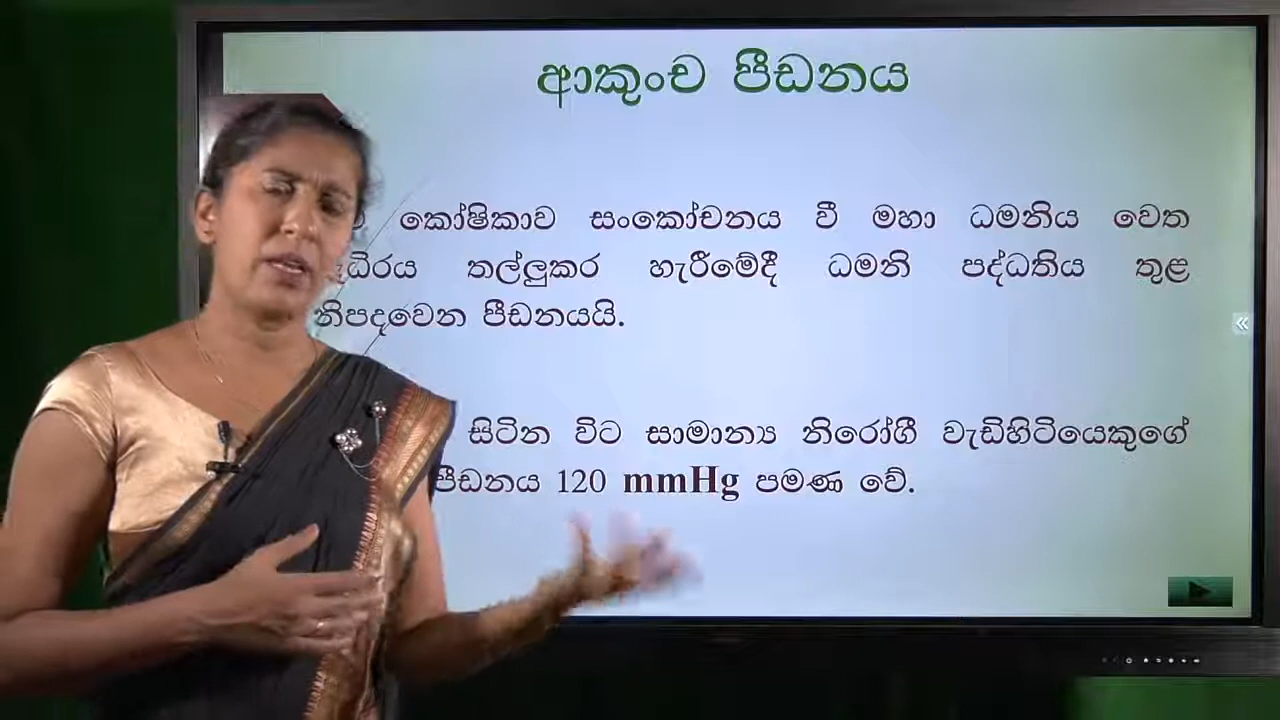 ආකුංච පීඩනය
කෝෂිකාව සංකෝචනය වී මහා ධමනිය වෙත
තල්ලුකර හැරීමේදී ධමනි පද්ධතිය තුළ
නිපදවෙන පීඩනයයි.
සිටින විට සාමාන්‍ය නිරෝගී වැඩිහිටියෙකුගේ
පීඩනය 120 mmHg පමණ වේ.